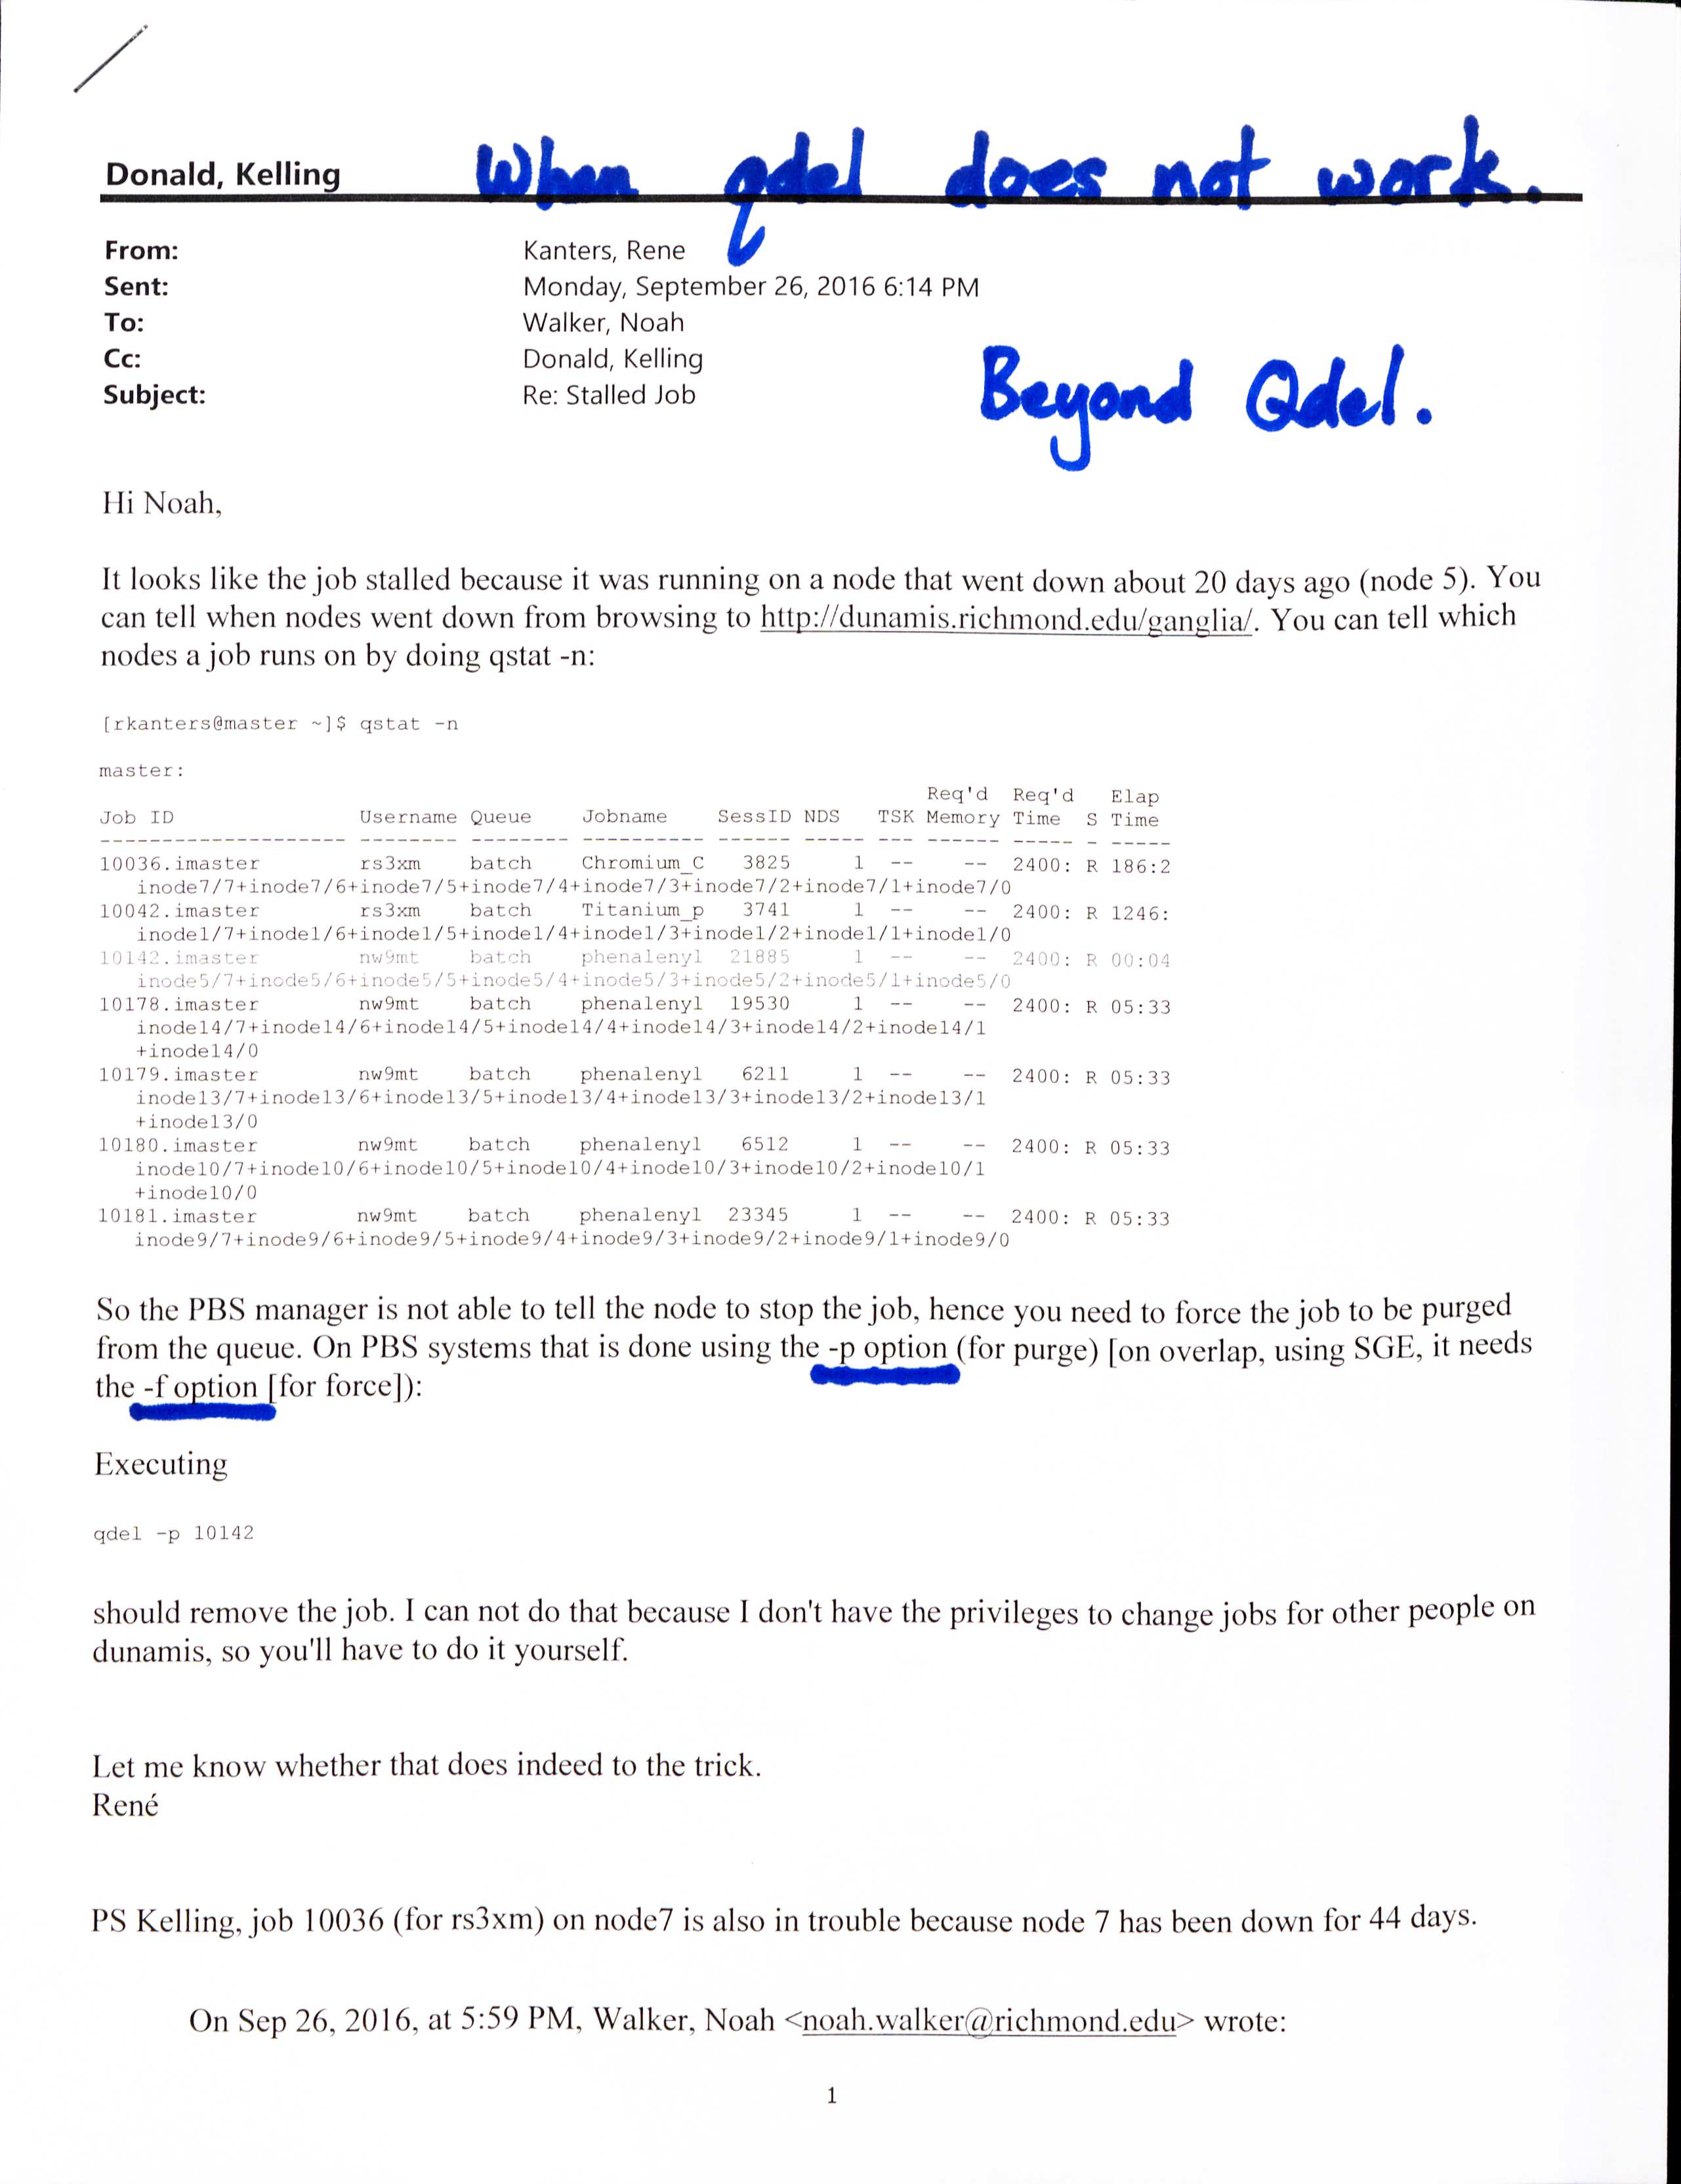 Donald, Kelling When qdel does not work.
From: Kanters, Rene
Sent: Monday, September 26, 2016 6:14 PM
To: Walker, Noah
Cc: Donald, Kelling
Subject: Re: Stalled Job
Beyond Qdel.
Hi Noah,
It looks like the job stalled because it was running on a node that went down about 20 days ago (node 5). You
can tell when nodes went down from browsing to http://dunamis.richmond.edu/ganglia/. You can tell which
nodes a job runs on by doing qstat -n:
[rkanters@master ~]$ qstat -n
master:
Req'd Req'd Elap
Job ID Username Queue Jobname SessID NDS TSK Memory Time S Time
-------------------- -------- -------- ---------- ------ ----- --- ------ ----- - -----
10036.imaster rs3xm batch Chromium_C 3825 1 -- -- 2400: R 186:2
inode7/7+inode7/6+inode7/5+inode7/4+inode7/3+inode7/2+inode7/1+inode7/0
10042.imaster rs3xm batch Titanium_p 3741 1 -- -- 2400: R 1246:
inode1/7+inode1/6+inode1/5+inode1/4+inode1/3+inode1/2+inode1/1+inode1/0
10142.imaster nw9mt batch phenalenyl 21885 1 -- -- 2400: R 00:04
inode5/7+inode5/6+inode5/5+inode5/4+inode5/3+inode5/2+inode5/1+inode5/0
10178.imaster nw9mt batch phenalenyl 19530 1 -- -- 2400: R 05:33
inode14/7+inode14/6+inode14/5+inode14/4+inode14/3+inode14/2+inode14/1
+inode14/0
10179.imaster nw9mt batch phenalenyl 6211 1 -- -- 2400: R 05:33
inode13/7+inode13/6+inode13/5+inode13/4+inode13/3+inode13/2+inode13/1
+inode13/0
10180.imaster nw9mt batch phenalenyl 6512 1 -- -- 2400: R 05:33
inode10/7+inode10/6+inode10/5+inode10/4+inode10/3+inode10/2+inode10/1
+inode10/0
10181.imaster nw9mt batch phenalenyl 23345 1 -- -- 2400: R 05:33
inode9/7+inode9/6+inode9/5+inode9/4+inode9/3+inode9/2+inode9/1+inode9/0
So the PBS manager is not able to tell the node to stop the job, hence you need to force the job to be purged
from the queue. On PBS systems that is done using the -p option (for purge) [on overlap, using SGE, it needs
the -f option [for force]):
Executing
qdel -p 10142
should remove the job. I can not do that because I don't have the privileges to change jobs for other people on
dunamis, so you'll have to do it yourself.
Let me know whether that does indeed to the trick.
René
PS Kelling, job 10036 (for rs3xm) on node7 is also in trouble because node 7 has been down for 44 days.
On Sep 26, 2016, at 5:59 PM, Walker, Noah <noah.walker@richmond.edu> wrote:
1